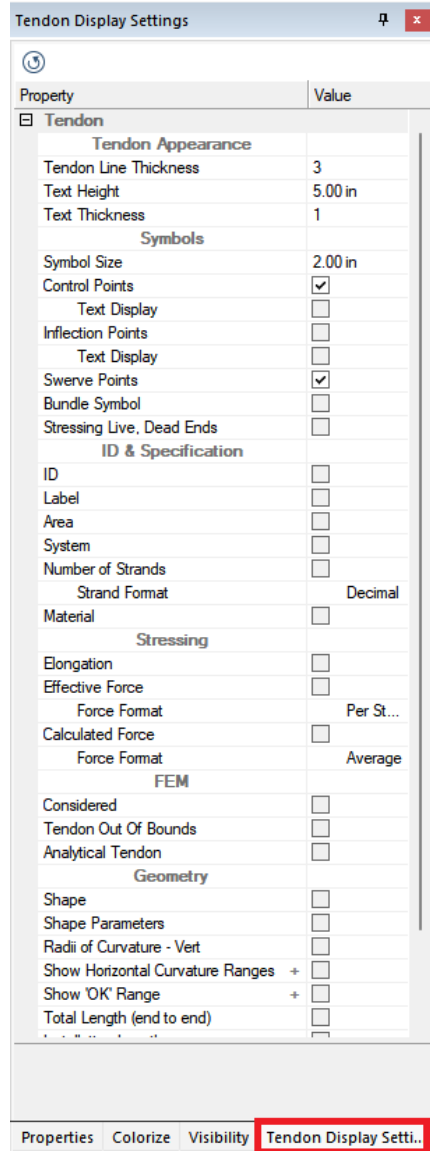 Tendon Display Settings
Property Value
Tendon
Tendon Appearance
Tendon Line Thickness 3
Text Height 5.00 in
Text Thickness 1
Symbols
Symbol Size 2.00 in
Control Points
Text Display
Inflection Points
Text Display
Swerve Points
Bundle Symbol
Stressing Live, Dead Ends
ID & Specification
ID
Label
Area
System
Number of Strands
Strand Format Decimal
Material
Stressing
Elongation
Effective Force
Force Format Per St...
Calculated Force
Force Format Average
FEM
Considered
Tendon Out Of Bounds
Analytical Tendon
Geometry
Shape
Shape Parameters
Radii of Curvature - Vert
Show Horizontal Curvature Ranges +
Show 'OK' Range +
Total Length (end to end)
Properties Colorize Visibility Tendon Display Setti..